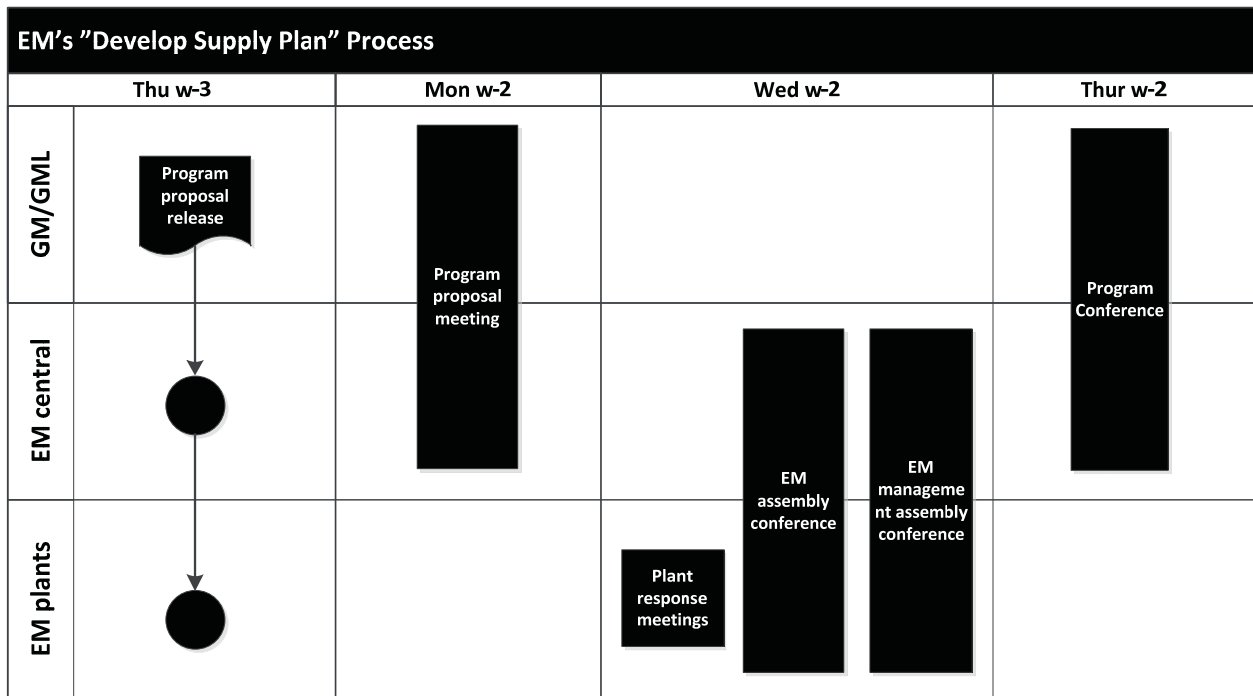 EM's ”Develop Supply Plan” Process
Thu w-3
Mon w-2
Wed w-2
Thur w-2
GM/GML
Program
proposal
release
Program
proposal
meeting
Program
Conference
EM central
EM
assembly
conference
EM
manageme
nt assembly
conference
EM plants
Plant
response
meetings